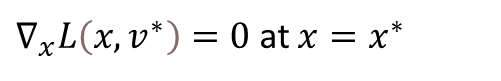 ∇ₓL(x, v*) = 0 at x = x*